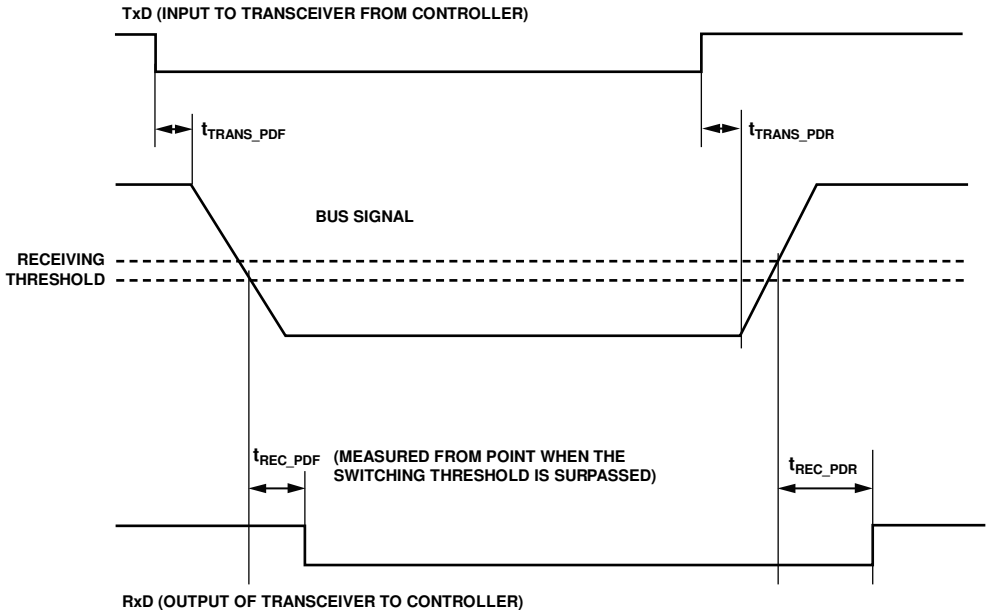 TxD (INPUT TO TRANSCEIVER FROM CONTROLLER)
tTRANS_PDF
tTRANS_PDR
BUS SIGNAL
RECEIVING
THRESHOLD
tREC_PDF (MEASURED FROM POINT WHEN THE
SWITCHING THRESHOLD IS SURPASSED)
tREC_PDR
RxD (OUTPUT OF TRANSCEIVER TO CONTROLLER)